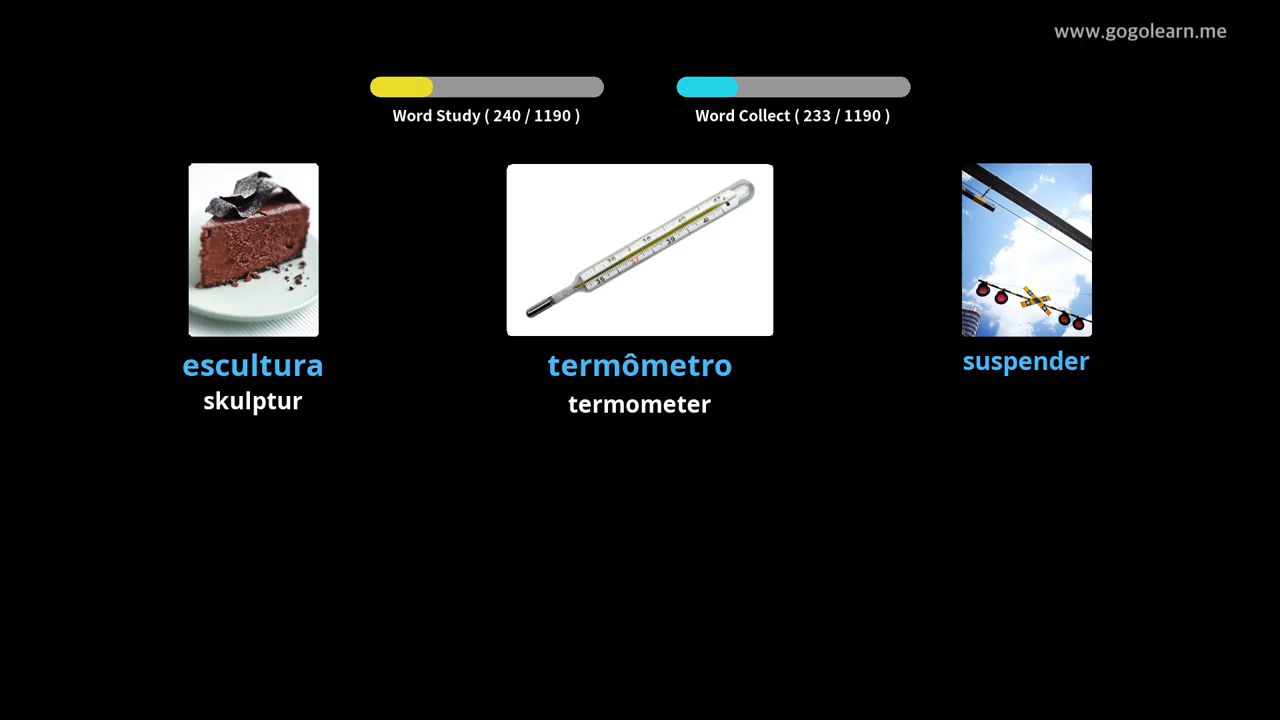 www.gogolearn.me
Word Study ( 240 / 1190 )
Word Collect ( 233 / 1190 )
escultura
skulptur
termômetro
termometer
suspender